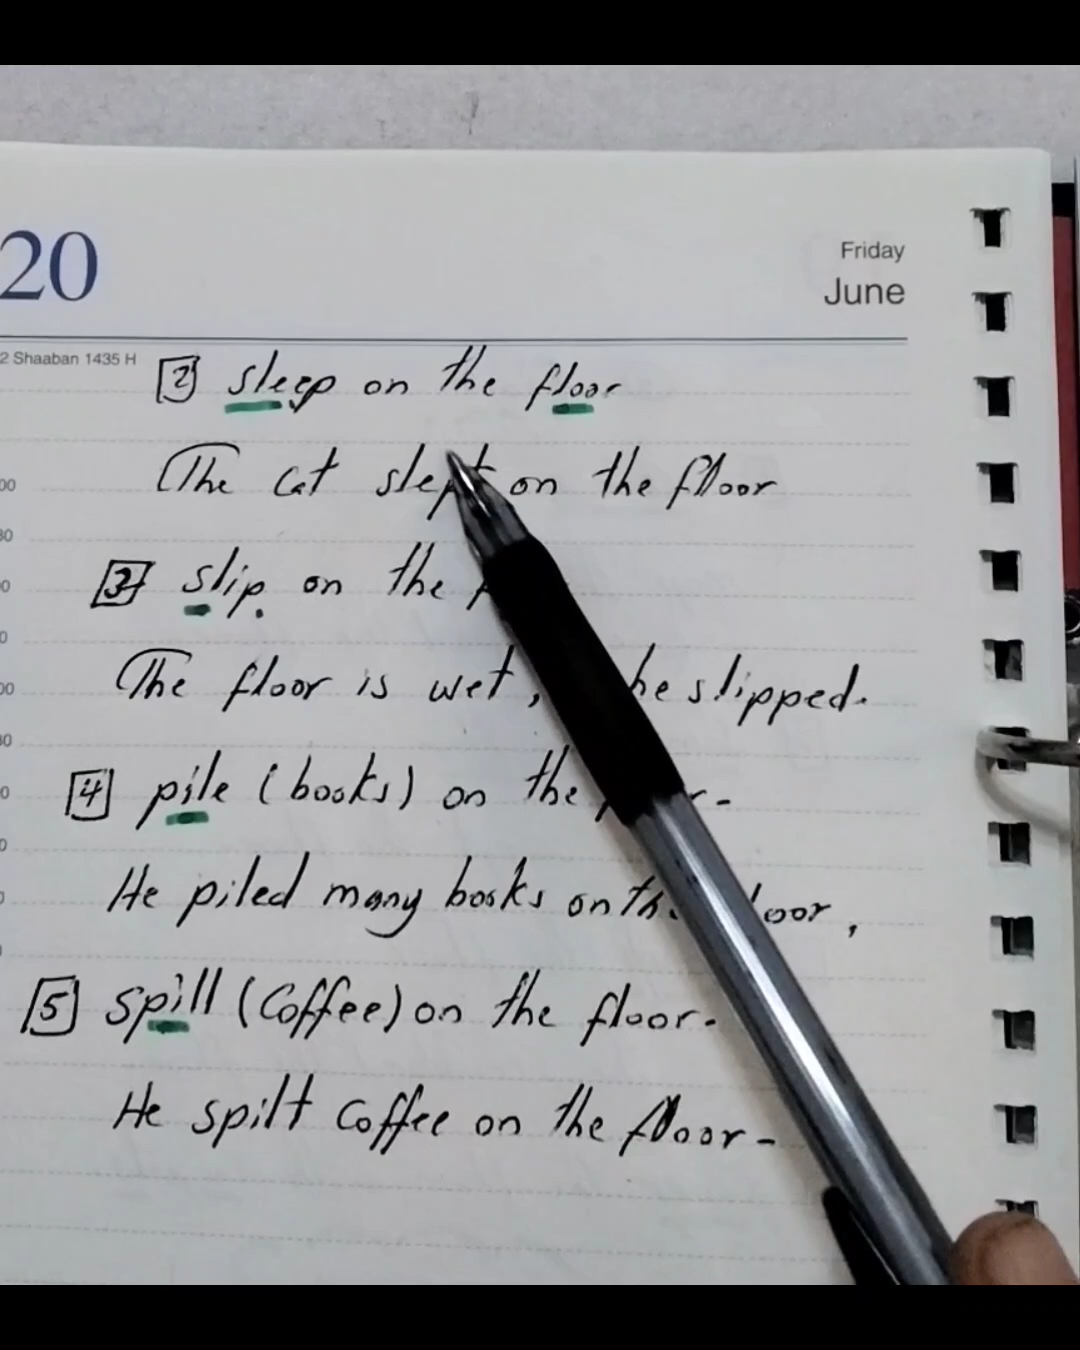 20
Friday
June
2 Shaaban 1435 H
2 sleep on the floor
The cat slept on the floor
3 slip. on the
The floor is wet, he slipped.
4 pile (books) on the
He piled many books on
5 spill (coffee) on the floor.
He spilt coffee on the floor-